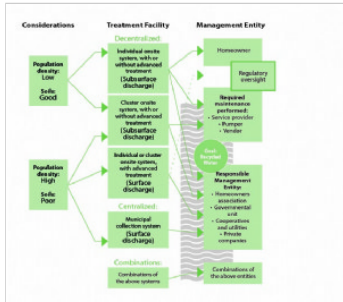 Considerations
Treatment Facility
Management Entity
Decentralized:
Population
density:
Low
Soils:
Good
Individual onsite
system, with or
without advanced
treatment
(Subsurface
discharge)
Cluster onsite
system, with or
without advanced
treatment
(Subsurface
discharge)
Population
density:
High
Soils:
Poor
Individual or cluster
onsite system,
with advanced
treatment
(Surface
discharge)
Centralized:
Municipal
collection system
(Surface
discharge)
Combinations:
Combinations of
the above systems
Homeowner
Regulatory
oversight
Required
maintenance
performed:
• Service provider
• Pumper
• Vendor
Responsible
Management
Entity:
• Homeowners
association
• Governmental
unit
• Cooperatives
and utilities
• Private
companies
Combinations of
the above entities